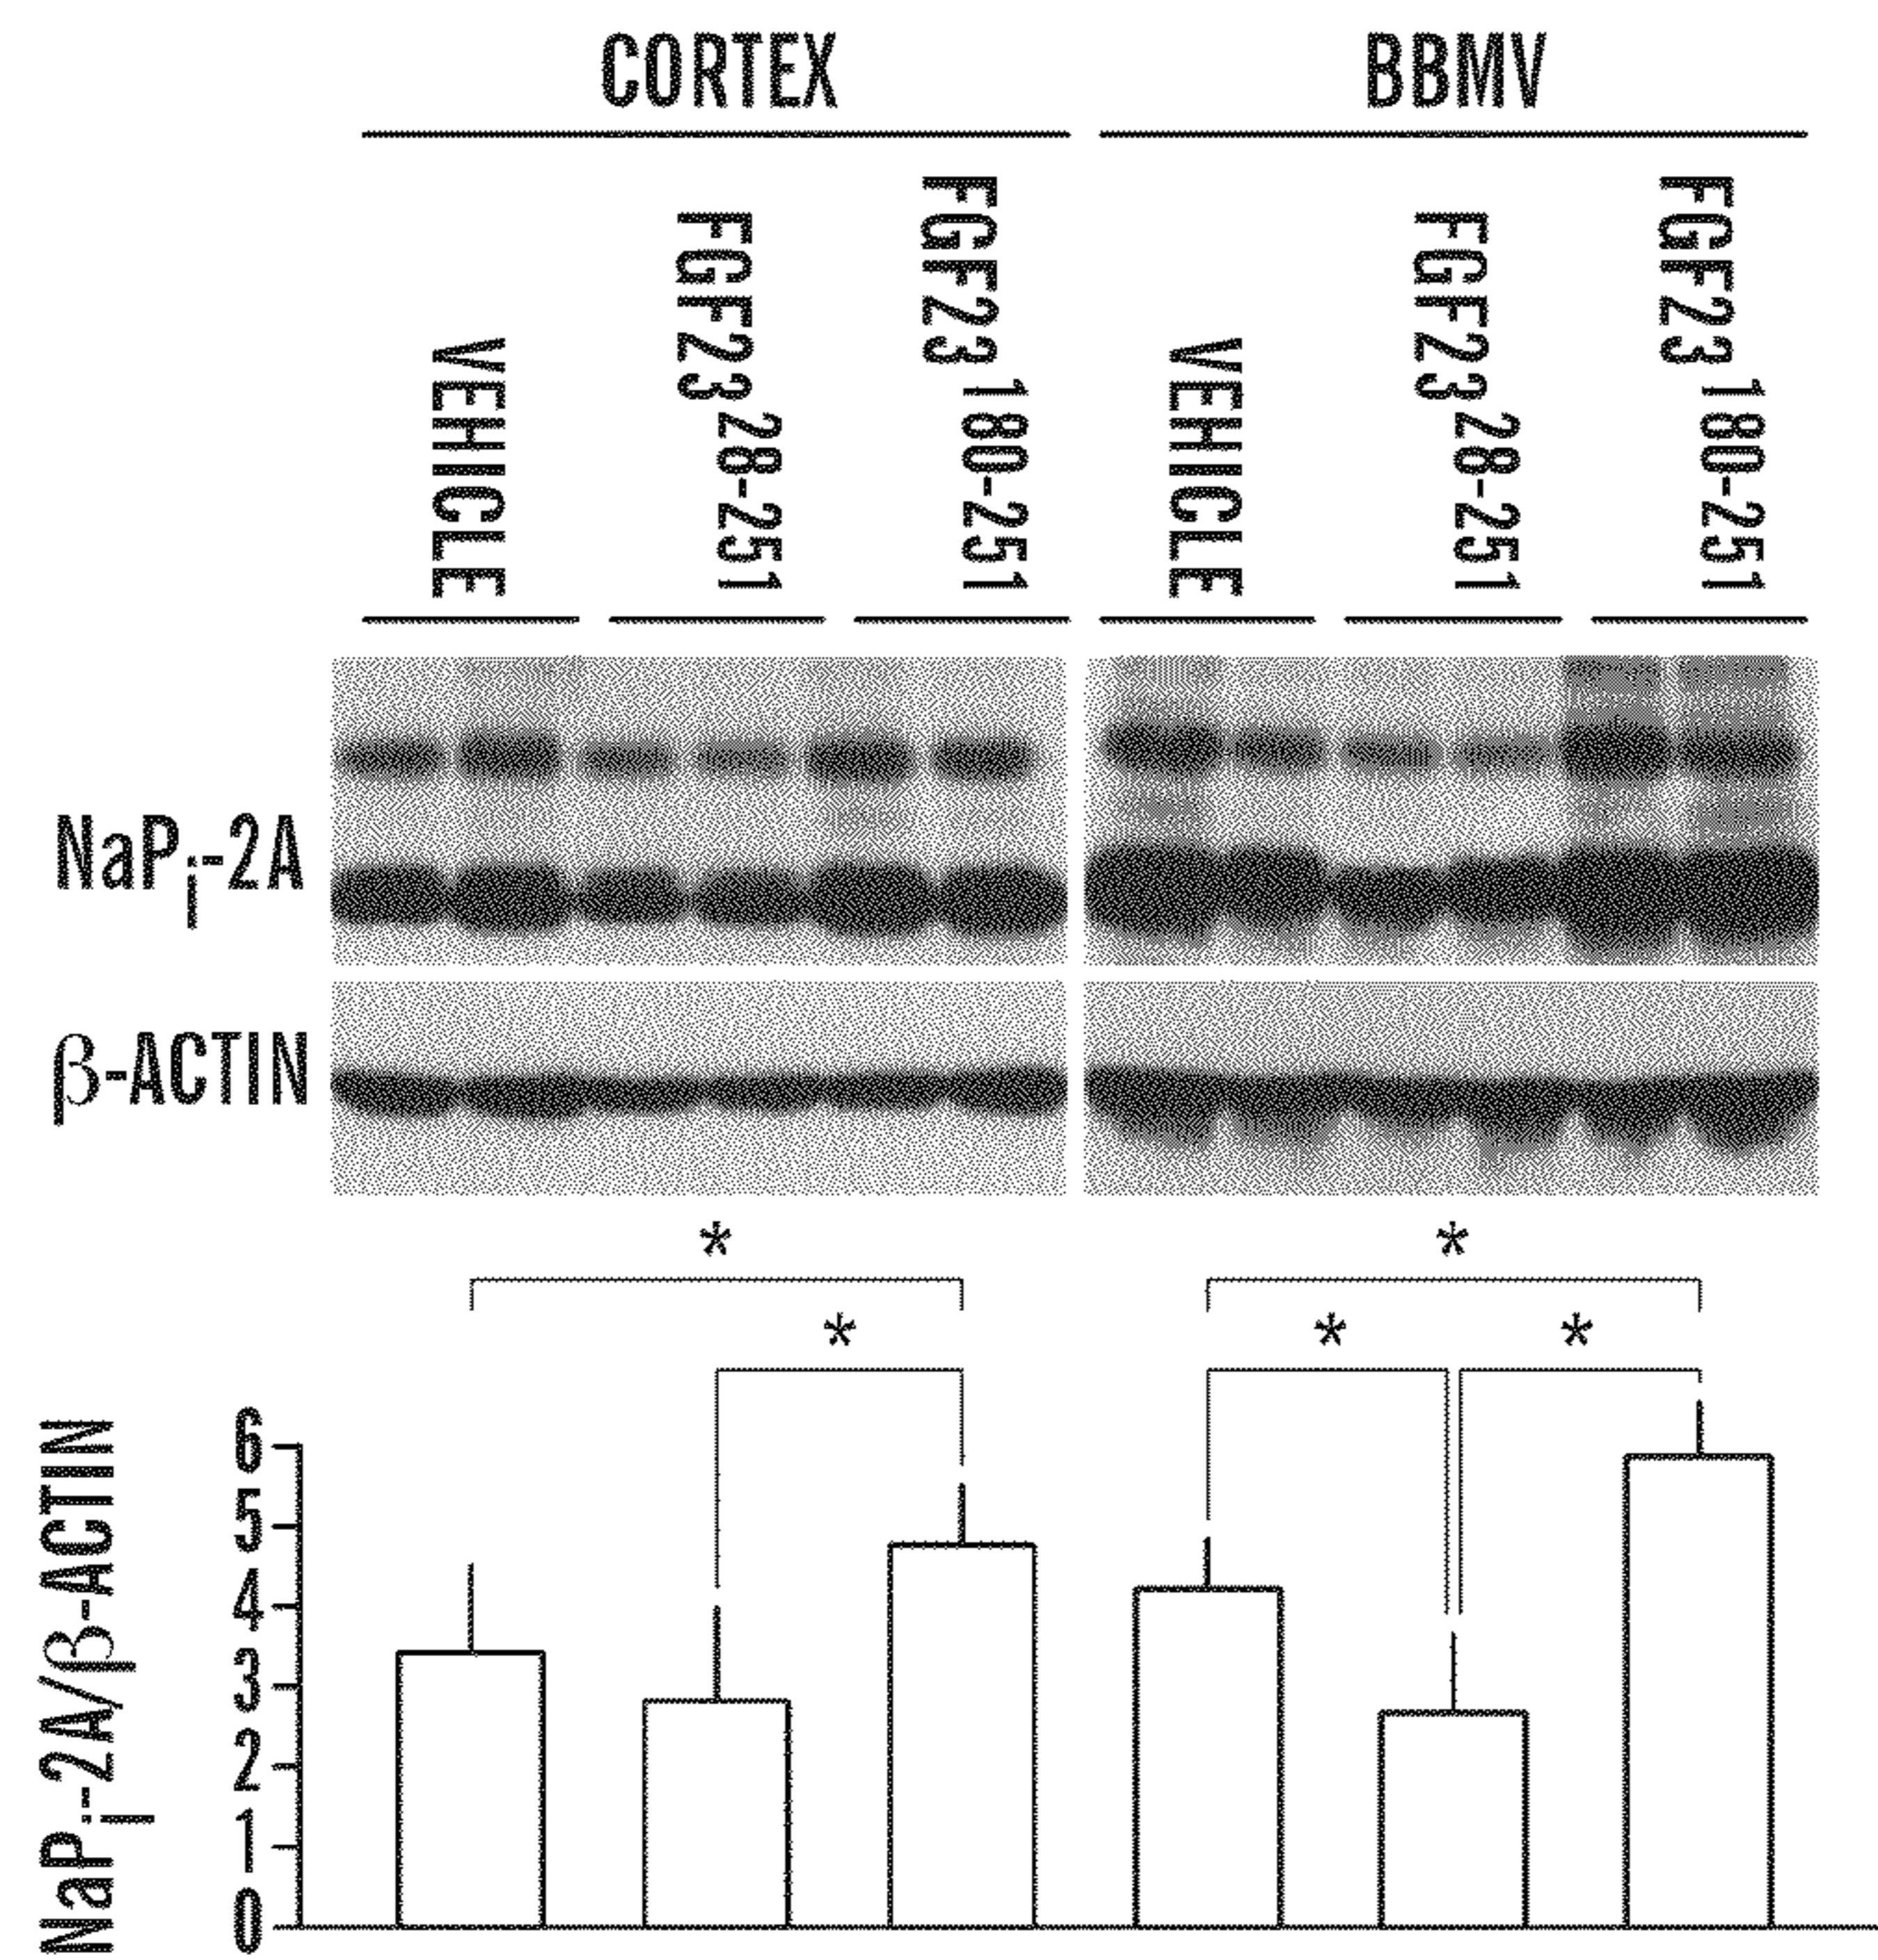 CORTEX
BBMV
VEHICLE
FGF23 28-251
FGF23 180-251
VEHICLE
FGF23 28-251
FGF23 180-251
NaPi-2A
β-ACTIN
*
*
*
*
*
NaPi-2A/β-ACTIN
6
5
4
3
2
1
0